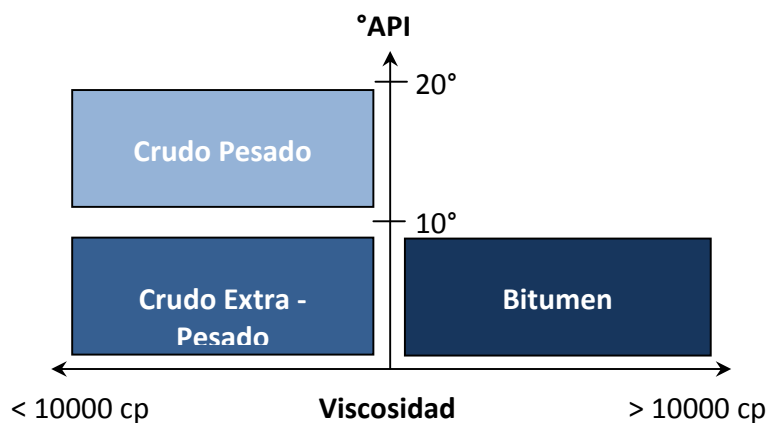 °API
20°
Crudo Pesado
10°
Crudo Extra -
Pesado
Bitumen
< 10000 cp
Viscosidad
> 10000 cp